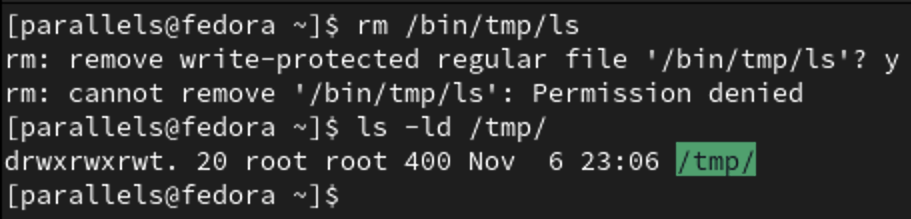 [parallels@fedora ~]$ rm /bin/tmp/ls
rm: remove write-protected regular file '/bin/tmp/ls'? y
rm: cannot remove '/bin/tmp/ls': Permission denied
[parallels@fedora ~]$ ls -ld /tmp/
drwxrwxrwt. 20 root root 400 Nov  6 23:06 /tmp/
[parallels@fedora ~]$